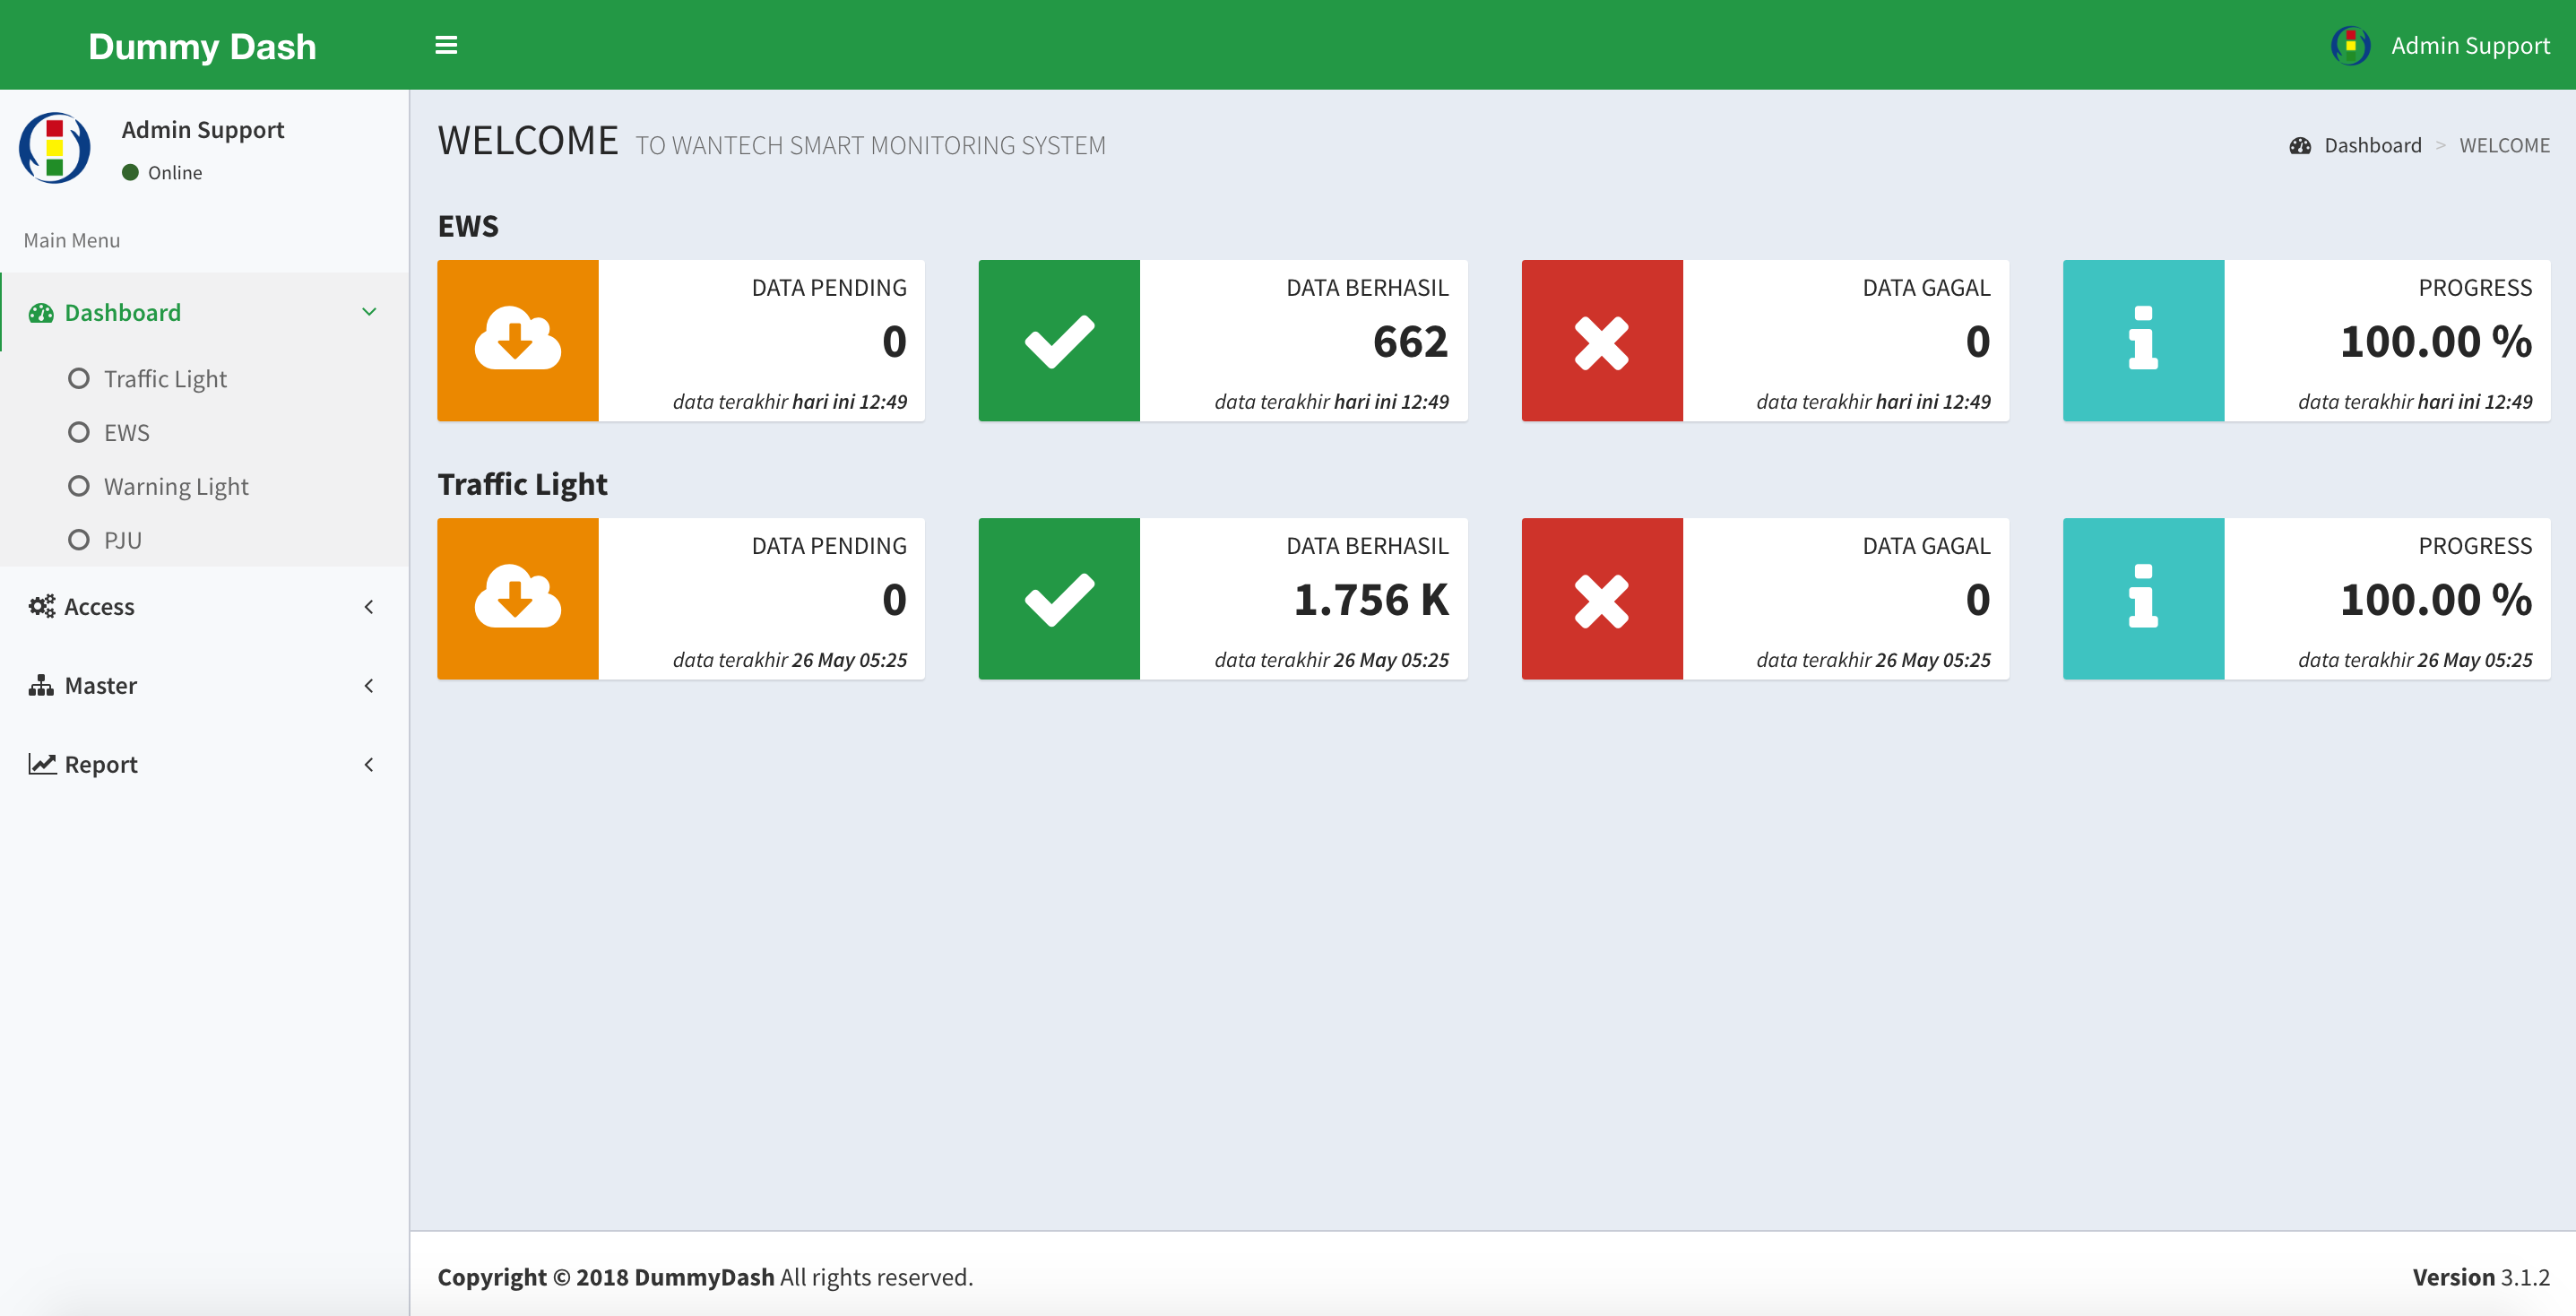 Dummy Dash
Admin Support
Admin Support
Online
Main Menu
Dashboard
Traffic Light
EWS
Warning Light
PJU
Access
Master
Report
WELCOME TO WANTECH SMART MONITORING SYSTEM
Dashboard > WELCOME
EWS
DATA PENDING
0
data terakhir hari ini 12:49
DATA BERHASIL
662
data terakhir hari ini 12:49
DATA GAGAL
0
data terakhir hari ini 12:49
PROGRESS
100.00 %
data terakhir hari ini 12:49
Traffic Light
DATA PENDING
0
data terakhir 26 May 05:25
DATA BERHASIL
1.756 K
data terakhir 26 May 05:25
DATA GAGAL
0
data terakhir 26 May 05:25
PROGRESS
100.00 %
data terakhir 26 May 05:25
Copyright © 2018 DummyDash All rights reserved.
Version 3.1.2